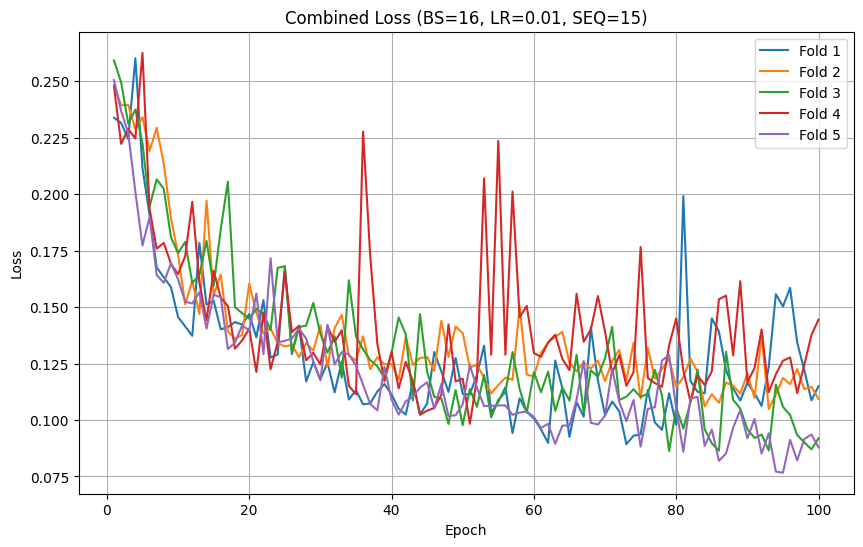 Combined Loss (BS=16, LR=0.01, SEQ=15)
Fold 1
Fold 2
Fold 3
Fold 4
Fold 5
Loss
0.250
0.225
0.200
0.175
0.150
0.125
0.100
0.075
0
20
40
60
80
100
Epoch